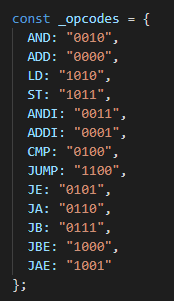 const _opcodes = {
AND: "0010",
ADD: "0000",
LD: "1010",
ST: "1011",
ANDI: "0011",
ADDI: "0001",
CMP: "0100",
JUMP: "1100",
JE: "0101",
JA: "0110",
JB: "0111",
JBE: "1000",
JAE: "1001"
};